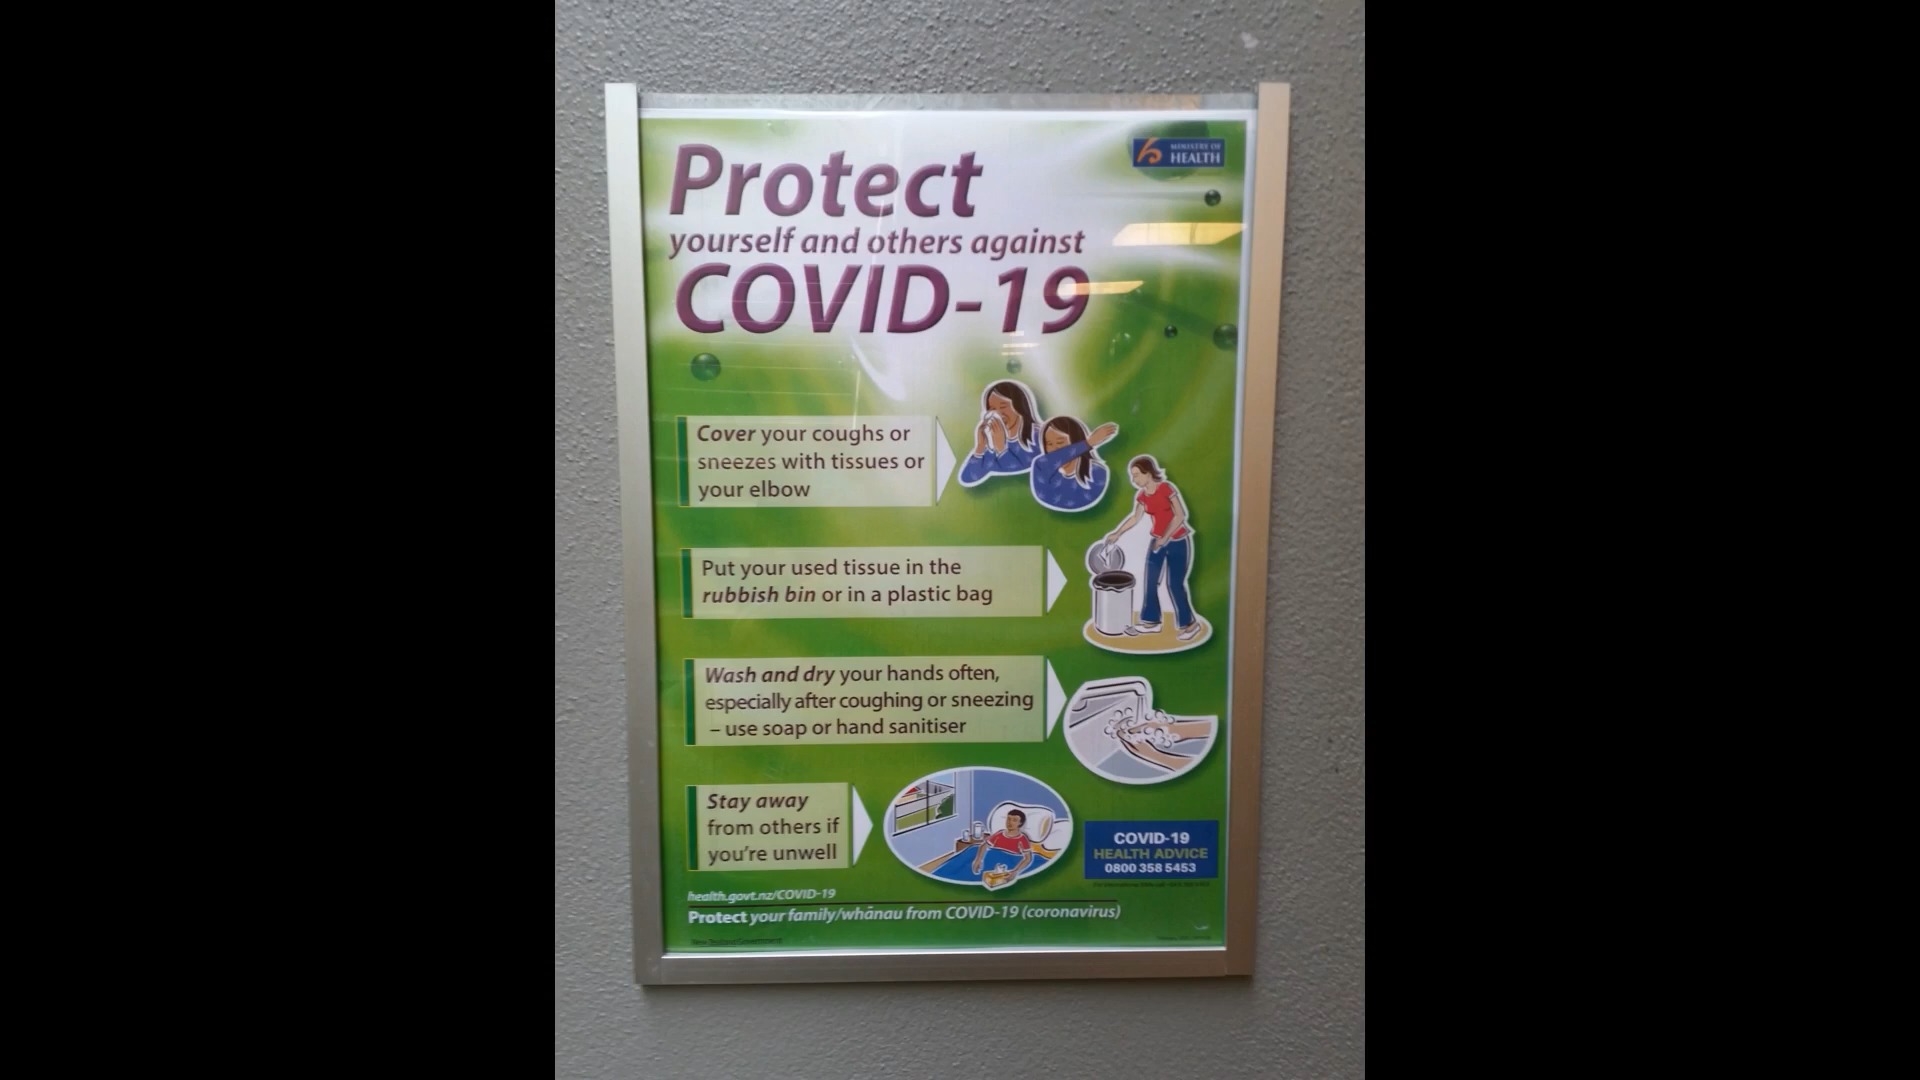 Protect
MINISTRY OF
HEALTH
yourself and others against
COVID-19
Cover your coughs or
sneezes with tissues or
your elbow
Put your used tissue in the
rubbish bin or in a plastic bag
Wash and dry your hands often,
especially after coughing or sneezing
– use soap or hand sanitiser
Stay away
from others if
you're unwell
COVID-19
HEALTH ADVICE
0800 358 5453
health.govt.nz/COVID-19
Protect your family/whānau from COVID-19 (coronavirus)
New Zealand Government